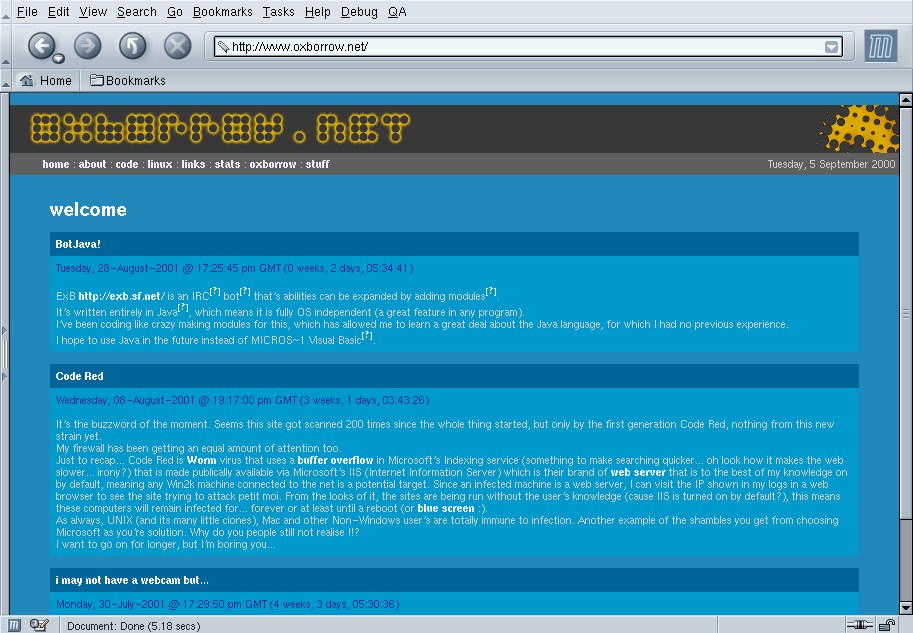 File Edit View Search Go Bookmarks Tasks Help Debug QA
http://www.oxborrow.net/
Home Bookmarks
OXBORROW.NET
home : about : code : linux : links : stats : oxborrow : stuff
Tuesday, 5 September 2000
welcome
BotJava!
Tuesday, 28-August-2001 @ 17:25:45 pm GMT (0 weeks, 2 days, 05:34:41)
ExB http://exb.sf.net/ is an IRC[?] bot[?] that's abilities can be expanded by adding modules[?].
It's written entirely in Java[?], which means it is fully OS independent (a great feature in any program).
I've been coding like crazy making modules for this, which has allowed me to learn a great deal about the Java language, for which I had no previous experience.
I hope to use Java in the future instead of MICROS~1 Visual Basic[?].
Code Red
Wednesday, 08-August-2001 @ 19:17:00 pm GMT (3 weeks, 1 days, 03:43:26)
It's the buzzword of the moment. Seems this site got scanned 200 times since the whole thing started, but only by the first generation Code Red, nothing from this new
strain yet.
My firewall has been getting an equal amount of attention too.
Just to recap... Code Red is Worm virus that uses a buffer overflow in Microsoft's Indexing service (something to make searching quicker... oh look how it makes the web
slower... irony?) that is made publically available via Microsoft's IIS (Internet Information Server) which is their brand of web server that is to the best of my knowledge on
by default, meaning any Win2k machine connected to the net is a potential target. Since an infected machine is a web server, I can visit the IP shown in my logs in a web
browser to see the site trying to attack petit moi. From the looks of it, the sites are being run without the user's knowledge (cause IIS is turned on by default?), this means
these computers will remain infected for... forever or at least until a reboot (or blue screen :).
As always, UNIX (and its many little clones), Mac and other Non-Windows user's are totally immune to infection. Another example of the shambles you get from choosing
Microsoft as you're solution. Why do you people still not realise !!?
I want to go on for longer, but I'm boring you...
i may not have a webcam but...
Monday, 30-July-2001 @ 17:29:50 pm GMT (4 weeks, 3 days, 05:30:36)
Document: Done (5.18 secs)